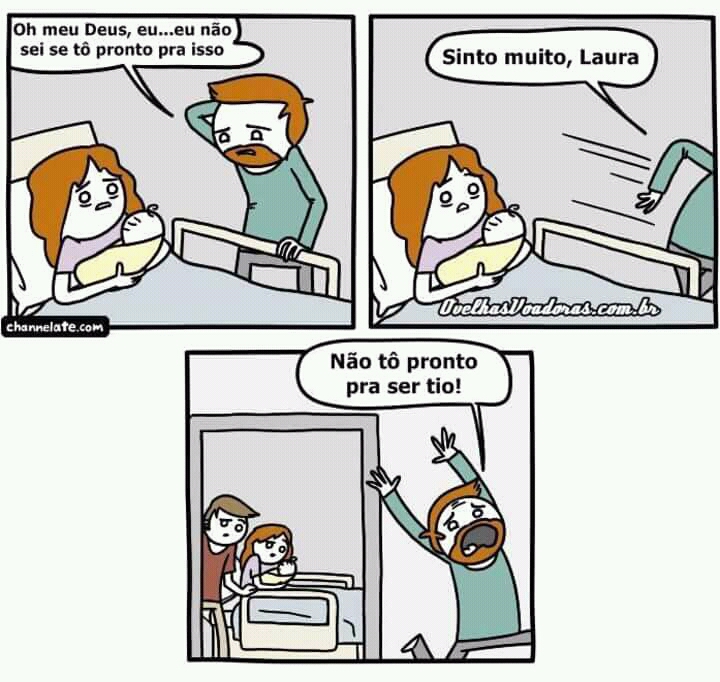 Oh meu Deus, eu...eu não
sei se tô pronto pra isso
Sinto muito, Laura
channelate.com
OvelhasVoadoras.com.br
Não tô pronto
pra ser tio!